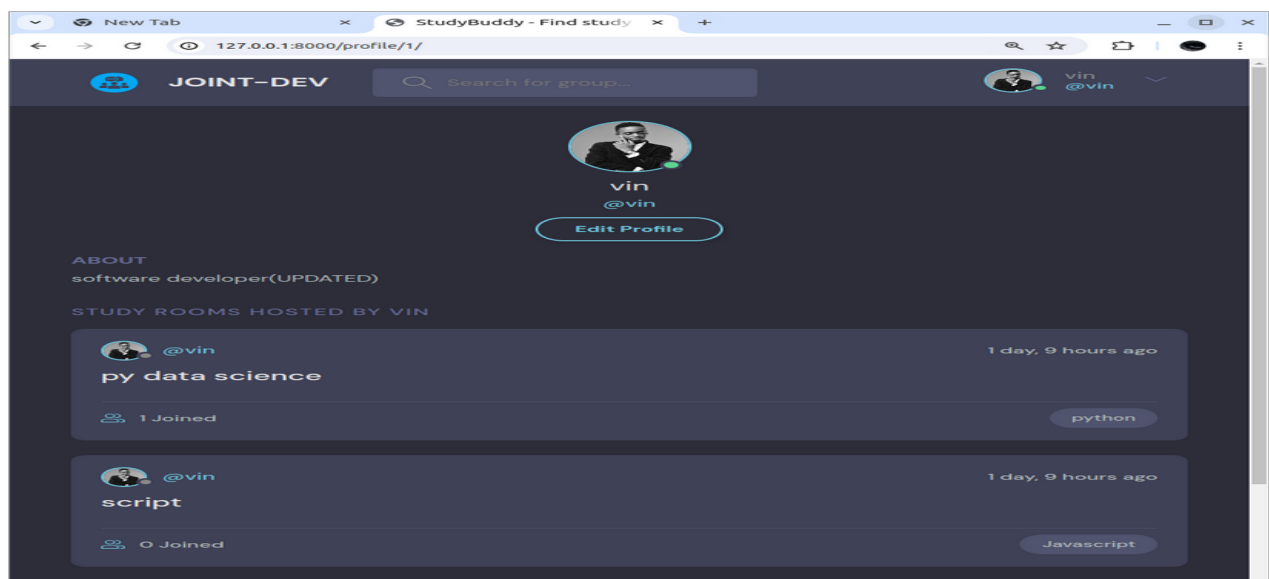 New Tab
StudyBuddy - Find study
127.0.0.1:8000/profile/1/
JOINT-DEV
Search for group...
vin
@vin
vin
@vin
Edit Profile
ABOUT
software developer(UPDATED)
STUDY ROOMS HOSTED BY VIN
@vin
1 day, 9 hours ago
py data science
1 Joined
python
@vin
1 day, 9 hours ago
script
0 Joined
Javascript